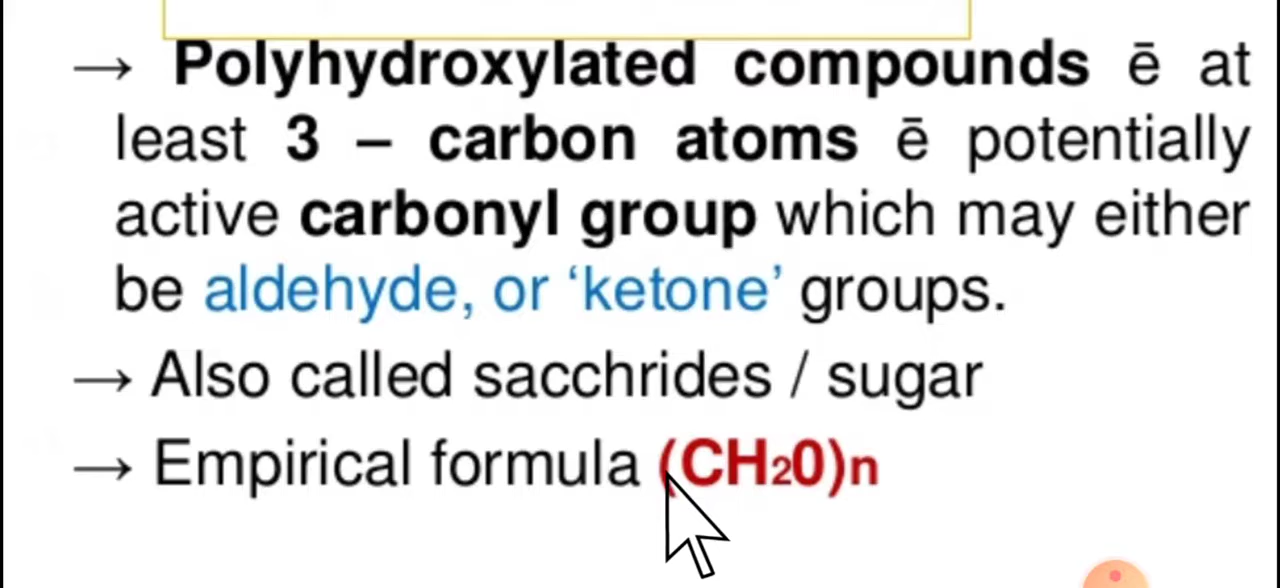 → Polyhydroxylated compounds ē at
least 3 – carbon atoms ē potentially
active carbonyl group which may either
be aldehyde, or ‘ketone’ groups.
→ Also called sacchrides / sugar
→ Empirical formula (CH₂0)n